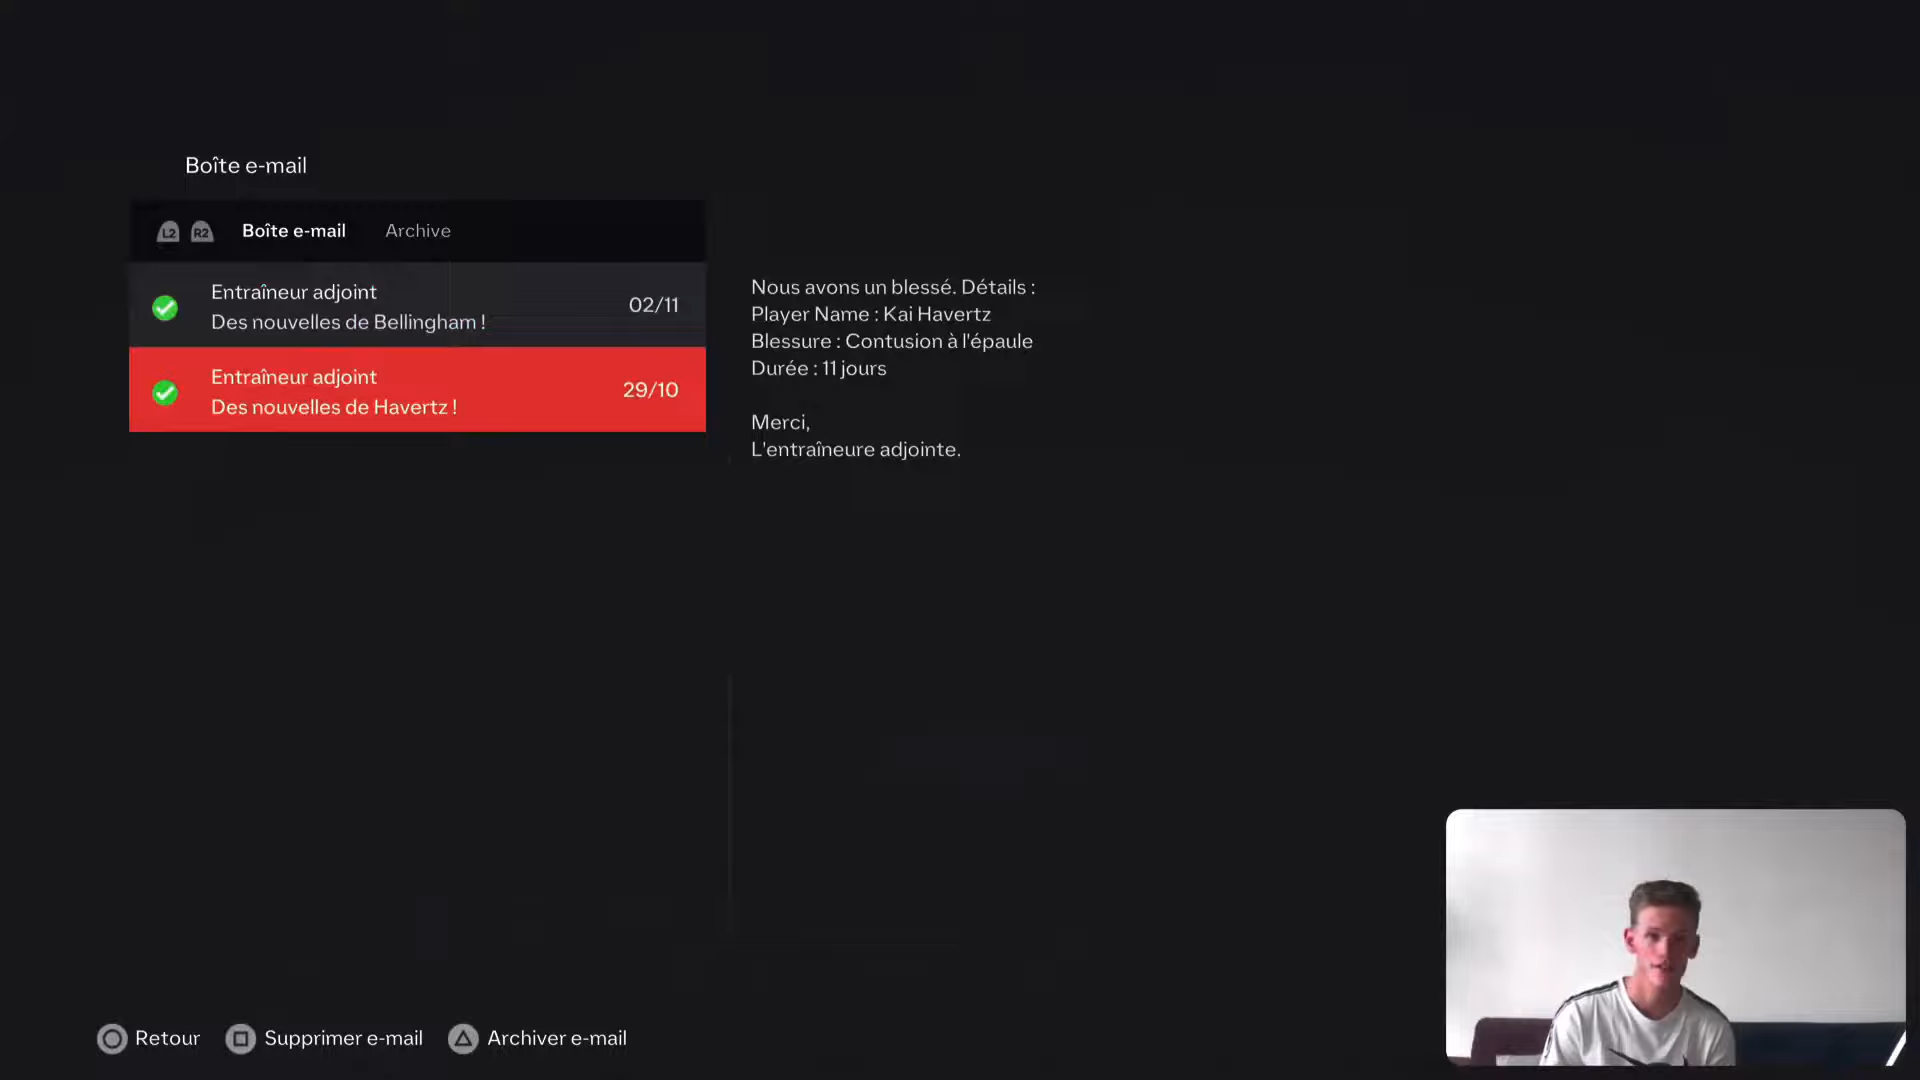 Boîte e-mail
L2 R2 Boîte e-mail Archive
Entraîneur adjoint
Des nouvelles de Bellingham !
02/11
Entraîneur adjoint
Des nouvelles de Havertz !
29/10
Nous avons un blessé. Détails :
Player Name : Kai Havertz
Blessure : Contusion à l'épaule
Durée : 11 jours
Merci,
L'entraîneure adjointe.
Retour Supprimer e-mail Archiver e-mail